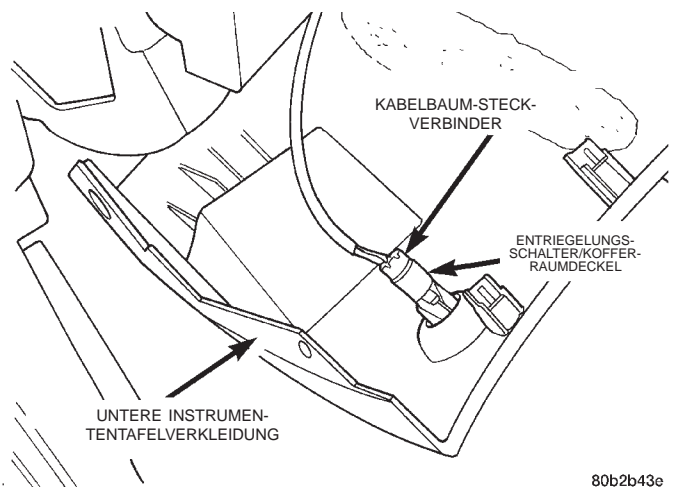 KABELBAUM-STECK-
VERBINDER
ENTRIEGELUNGS-
SCHALTER/KOFFER-
RAUMDECKEL
UNTERE INSTRUMEN-
TENTAFELVERKLEIDUNG
80b2b43e